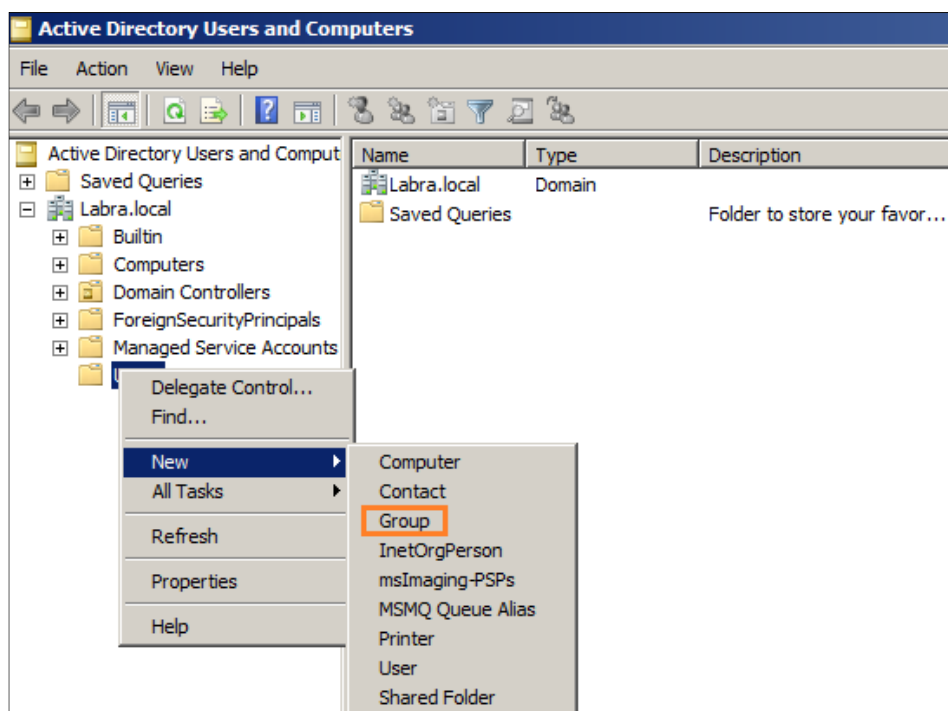 Active Directory Users and Computers
File Action View Help
Active Directory Users and Comput
Name Type Description
Saved Queries
Labra.local Domain
Labra.local
Saved Queries Folder to store your favor...
Builtin
Computers
Domain Controllers
ForeignSecurityPrincipals
Managed Service Accounts
Delegate Control...
Find...
New
All Tasks
Refresh
Properties
Help
Computer
Contact
Group
InetOrgPerson
msImaging-PSPs
MSMQ Queue Alias
Printer
User
Shared Folder